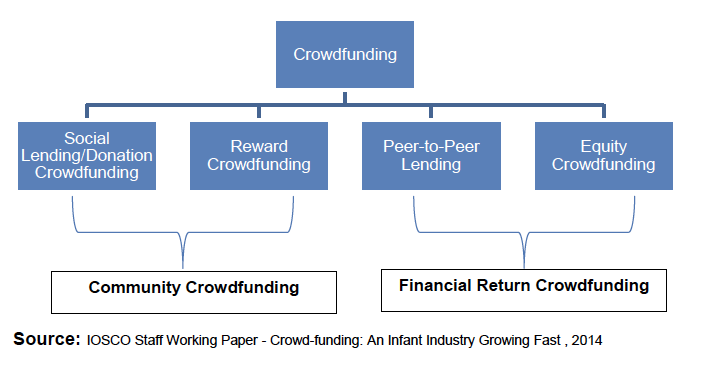 Crowdfunding
Social
Lending/Donation
Crowdfunding
Reward
Crowdfunding
Peer-to-Peer
Lending
Equity
Crowdfunding
Community Crowdfunding
Financial Return Crowdfunding
Source: IOSCO Staff Working Paper - Crowd-funding: An Infant Industry Growing Fast , 2014